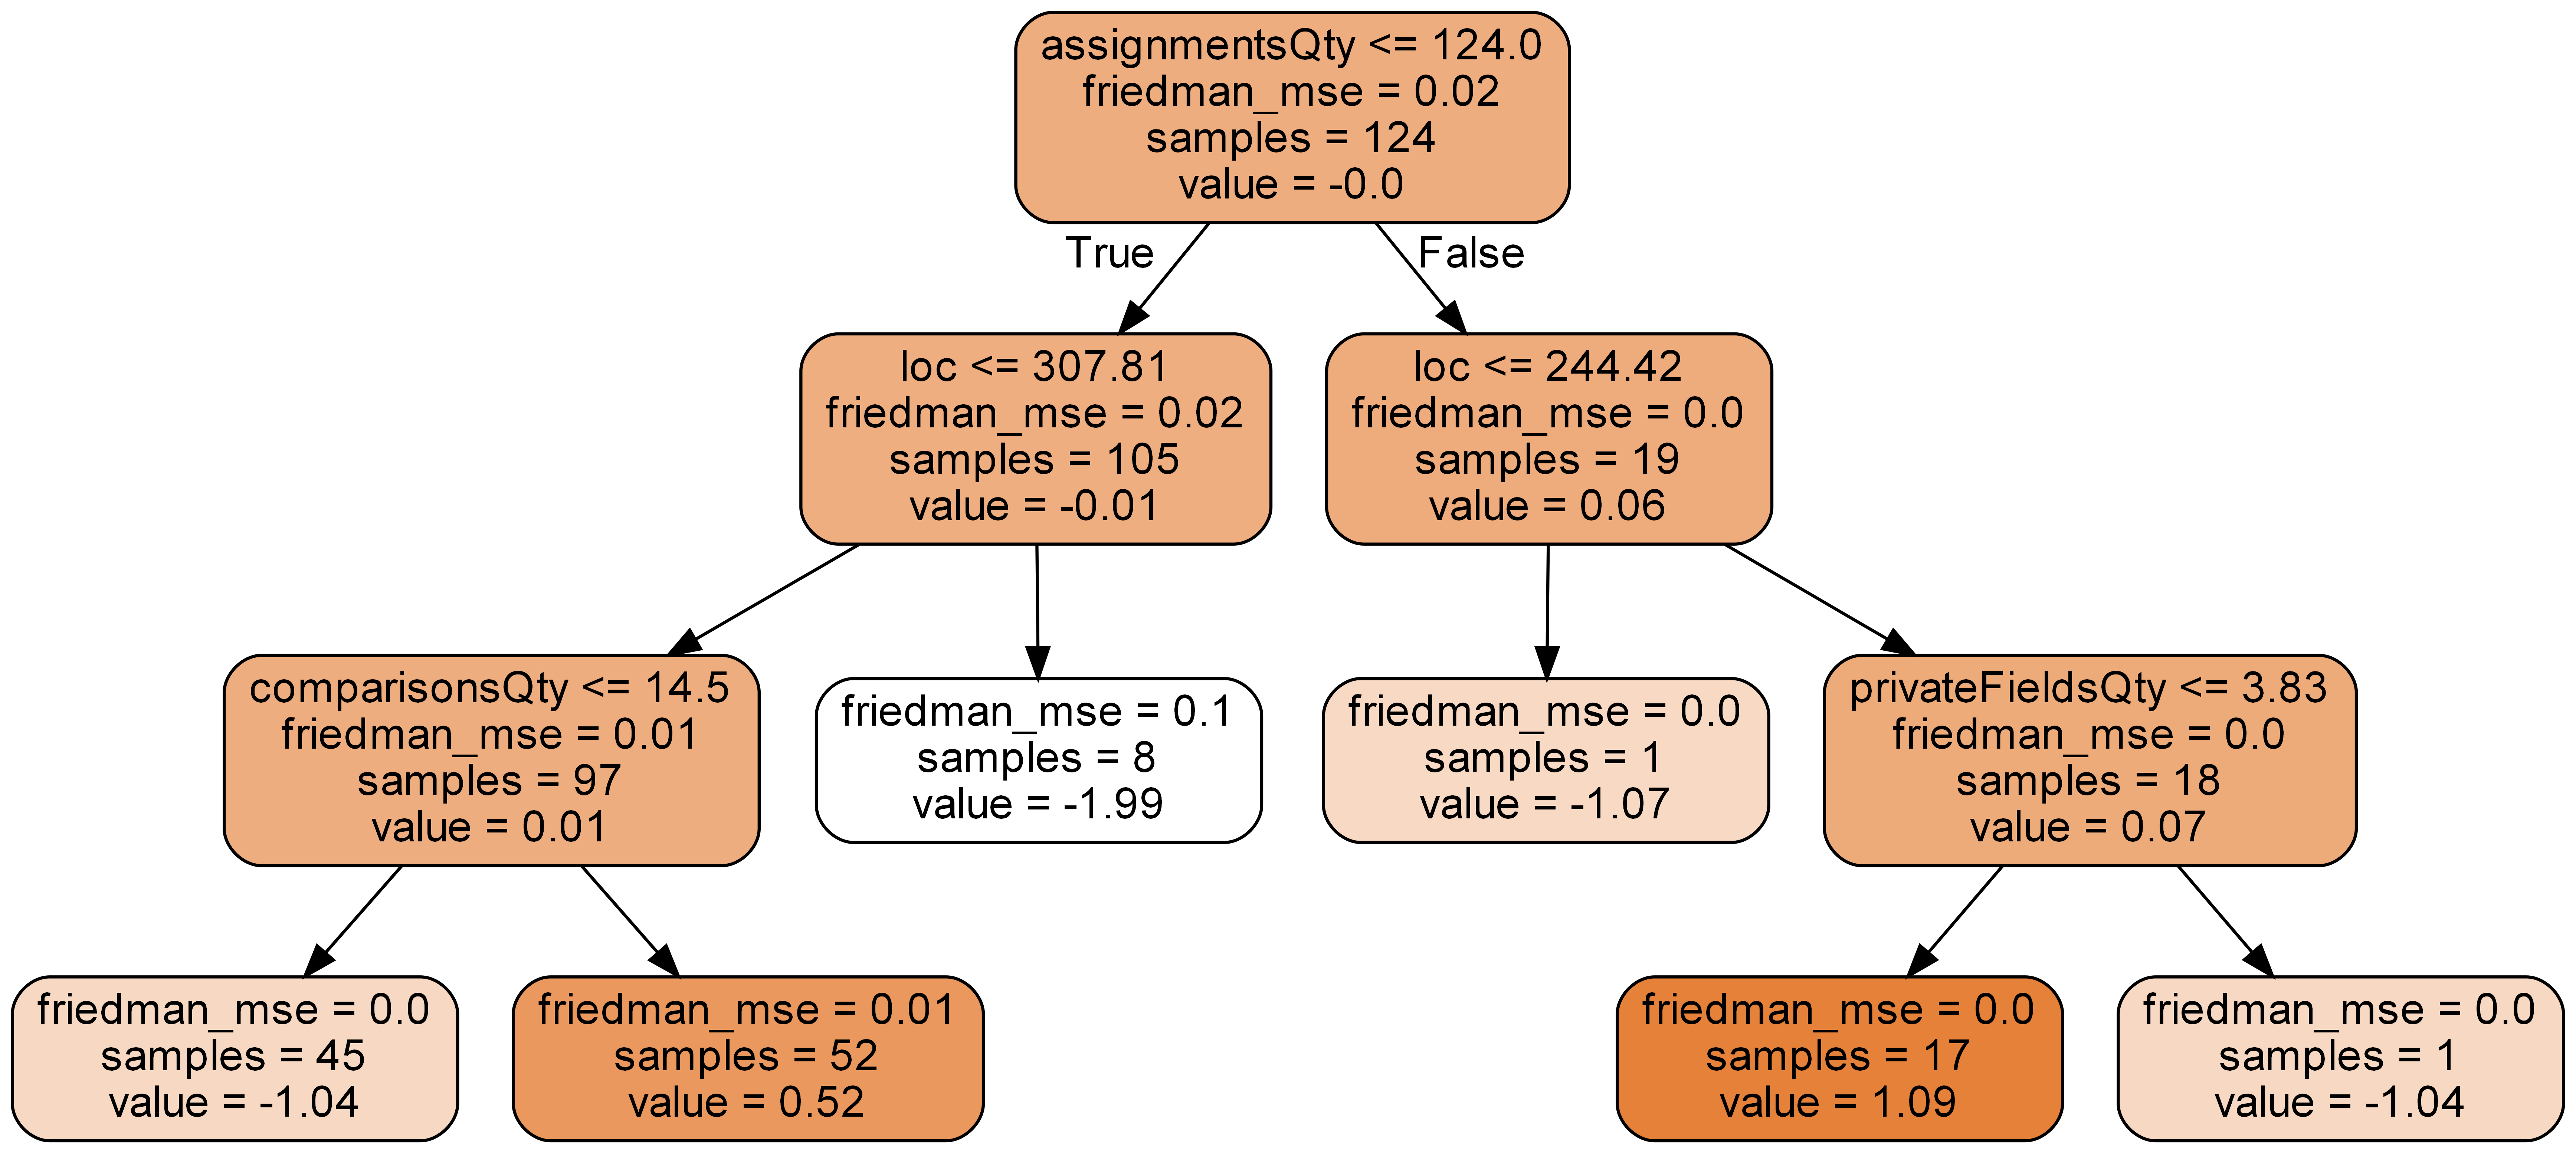 assignmentsQty <= 124.0
friedman_mse = 0.02
samples = 124
value = -0.0
True
False
loc <= 307.81
friedman_mse = 0.02
samples = 105
value = -0.01
loc <= 244.42
friedman_mse = 0.0
samples = 19
value = 0.06
comparisonsQty <= 14.5
friedman_mse = 0.01
samples = 97
value = 0.01
friedman_mse = 0.1
samples = 8
value = -1.99
friedman_mse = 0.0
samples = 1
value = -1.07
privateFieldsQty <= 3.83
friedman_mse = 0.0
samples = 18
value = 0.07
friedman_mse = 0.0
samples = 45
value = -1.04
friedman_mse = 0.01
samples = 52
value = 0.52
friedman_mse = 0.0
samples = 17
value = 1.09
friedman_mse = 0.0
samples = 1
value = -1.04